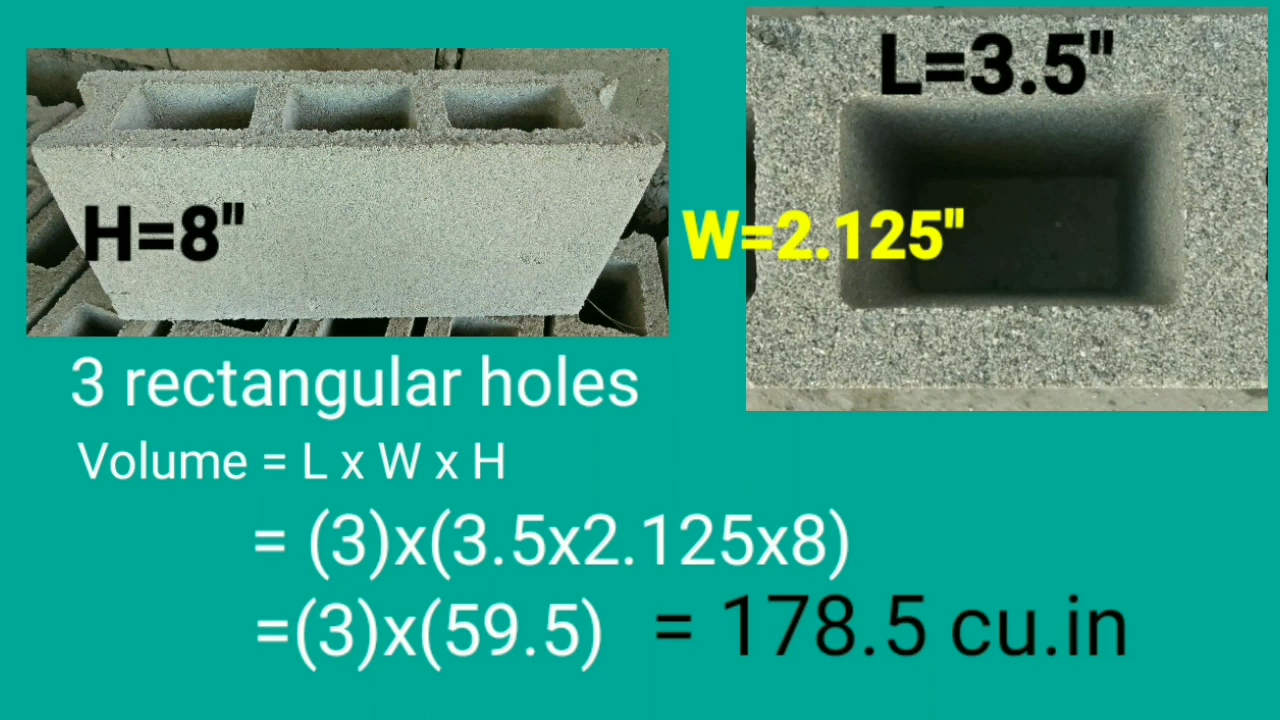 L=3.5"
H=8"
W=2.125"
3 rectangular holes
Volume = L x W x H
= (3)x(3.5x2.125x8)
=(3)x(59.5) = 178.5 cu.in